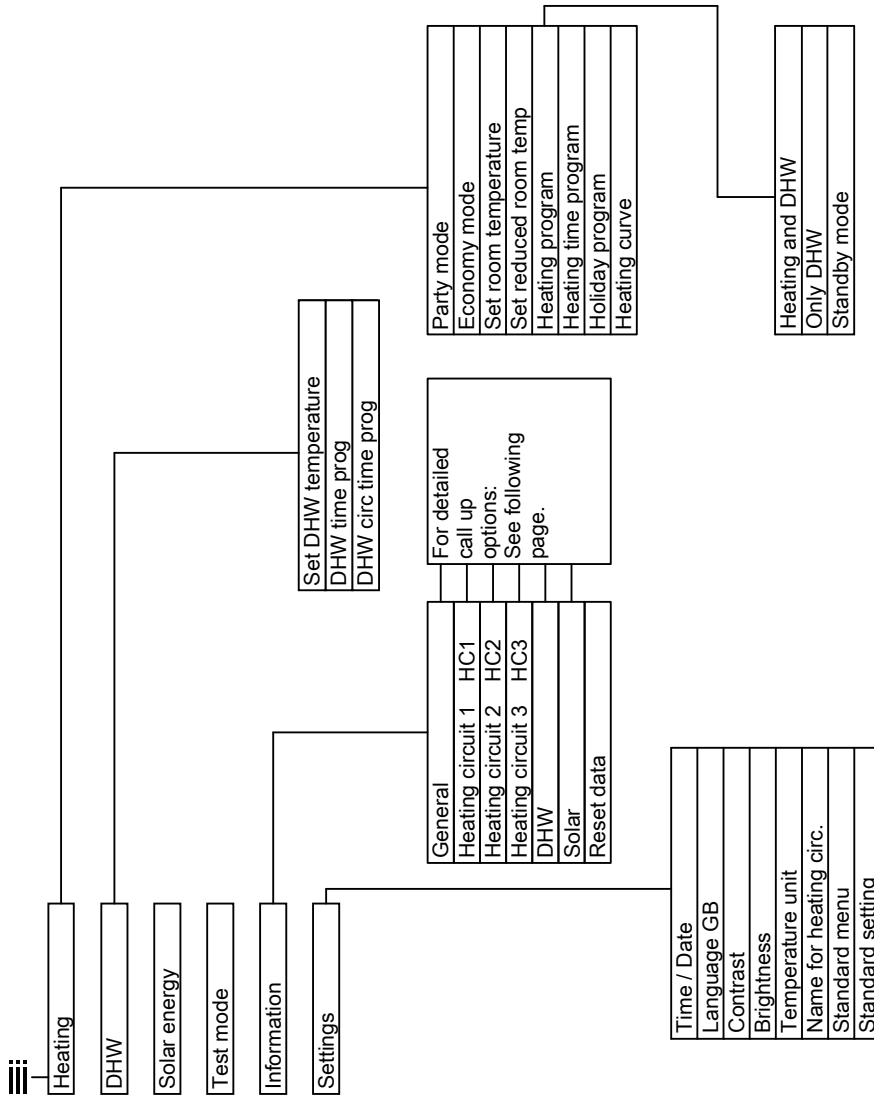 Heating
DHW
Solar energy
Test mode
Information
Settings
Party mode
Economy mode
Set room temperature
Set reduced room temp
Heating program
Heating time program
Holiday program
Heating curve
Heating and DHW
Only DHW
Standby mode
Set DHW temperature
DHW time prog
DHW circ time prog
General
Heating circuit 1 HC1
Heating circuit 2 HC2
Heating circuit 3 HC3
DHW
Solar
Reset data
For detailed
call up
options:
See following
page.
Time / Date
Language GB
Contrast
Brightness
Temperature unit
Name for heating circ.
Standard menu
Standard setting